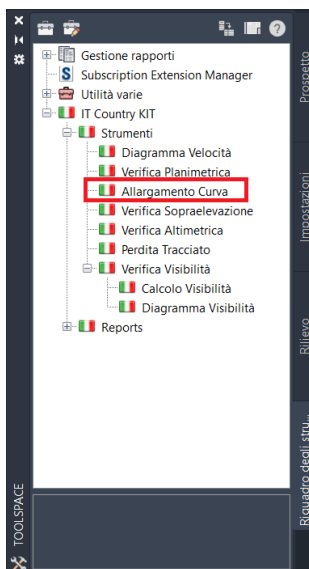 Gestione rapporti
S Subscription Extension Manager
Utilità varie
IT Country KIT
Strumenti
Diagramma Velocità
Verifica Planimetrica
Allargamento Curva
Verifica Sopraelevazione
Verifica Altimetrica
Perdita Tracciato
Verifica Visibilità
Calcolo Visibilità
Diagramma Visibilità
Reports
TOOLSPACE
Prospetto
Impostazioni
Rilievo
Riquadro degli stru...